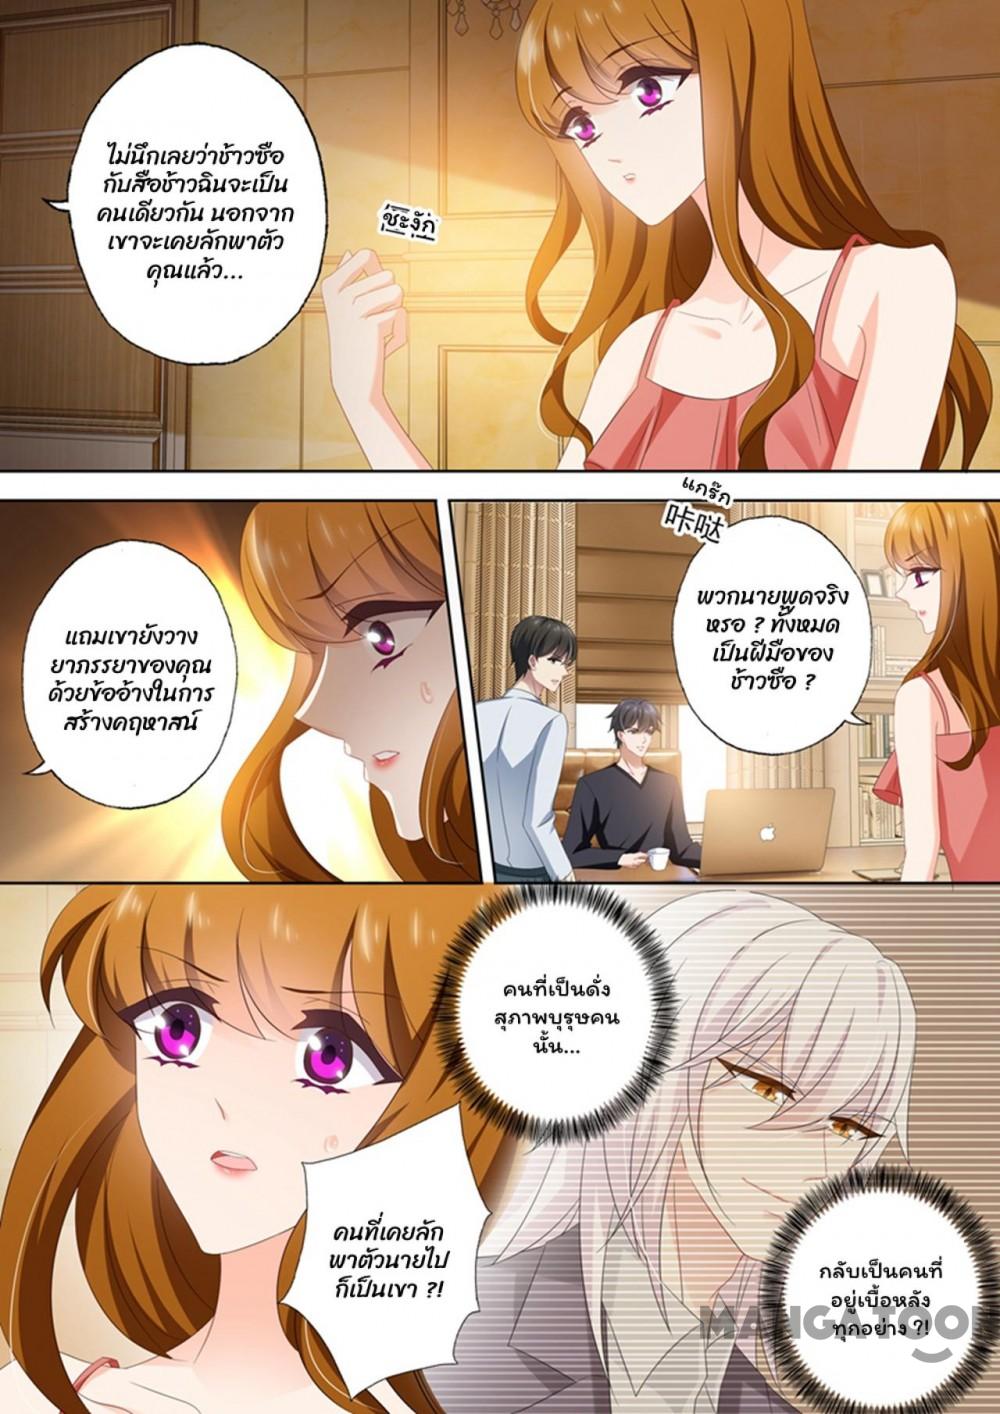 ไม่นึกเลยว่าช้าวซือ
กับสือช้าวฉินจะเป็น
คนเดียวกัน นอกจาก
เขาจะเคยลักพาตัว
คุณแล้ว...
ชะงัก
แถมเขายังวาง
ยาภรรยาของคุณ
ด้วยข้ออ้างในการ
สร้างคฤหาสน์
แกร๊ก
咔哒
พวกนายพูดจริง
หรอ ? ทั้งหมด
เป็นฝีมือของ
ช้าวซือ ?
คนที่เป็นดั่ง
สุภาพบุรุษคน
นั้น...
คนที่เคยลัก
พาตัวนายไป
ก็เป็นเขา ?!
กลับเป็นคนที่
อยู่เบื้อหลัง
ทุกอย่าง ?!
MANGATOON